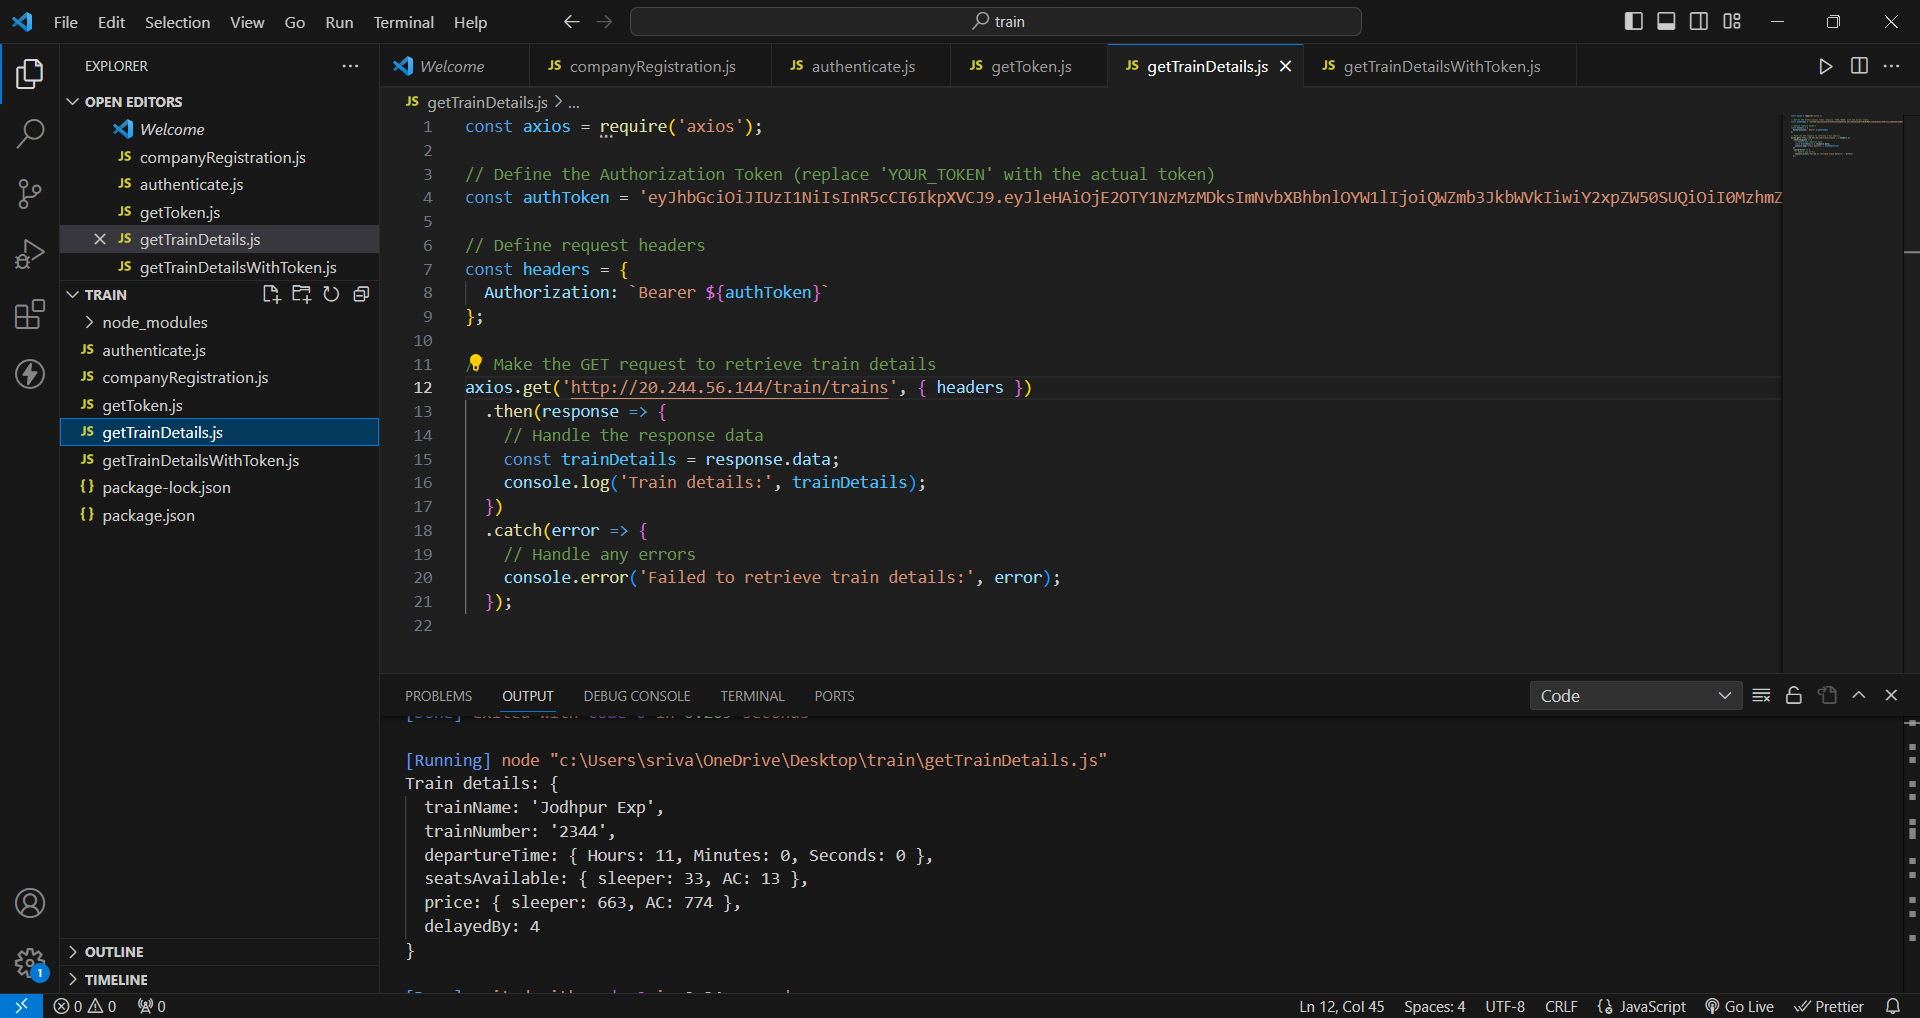 File Edit Selection View Go Run Terminal Help
train
EXPLORER
OPEN EDITORS
Welcome
JS companyRegistration.js
JS authenticate.js
JS getToken.js
JS getTrainDetails.js
JS getTrainDetailsWithToken.js
TRAIN
node_modules
JS authenticate.js
JS companyRegistration.js
JS getToken.js
JS getTrainDetails.js
JS getTrainDetailsWithToken.js
{} package-lock.json
{} package.json
OUTLINE
TIMELINE
1
Welcome JS companyRegistration.js JS authenticate.js JS getToken.js JS getTrainDetails.js JS getTrainDetailsWithToken.js
JS getTrainDetails.js > ...
1 const axios = require('axios');
2
3 // Define the Authorization Token (replace 'YOUR_TOKEN' with the actual token)
4 const authToken = 'eyJhbGciOiJIUzI1NiIsInR5cCI6IkpXVCJ9.eyJleHAiOjE2OTY1NzMzMDksImNvbXBhbnlOYW1lIjoiQWZmb3JkbWVkIiwiY2xpZW50SUQiOiI0MzhmZ
5
6 // Define request headers
7 const headers = {
8 Authorization: `Bearer ${authToken}`
9 };
10
11 Make the GET request to retrieve train details
12 axios.get('http://20.244.56.144/train/trains', { headers })
13 .then(response => {
14 // Handle the response data
15 const trainDetails = response.data;
16 console.log('Train details:', trainDetails);
17 })
18 .catch(error => {
19 // Handle any errors
20 console.error('Failed to retrieve train details:', error);
21 });
22
PROBLEMS OUTPUT DEBUG CONSOLE TERMINAL PORTS
Code
[Running] node "c:\Users\sriva\OneDrive\Desktop\train\getTrainDetails.js"
Train details: {
trainName: 'Jodhpur Exp',
trainNumber: '2344',
departureTime: { Hours: 11, Minutes: 0, Seconds: 0 },
seatsAvailable: { sleeper: 33, AC: 13 },
price: { sleeper: 663, AC: 774 },
delayedBy: 4
}
0 0 0
Ln 12, Col 45 Spaces: 4 UTF-8 CRLF {} JavaScript Go Live Prettier